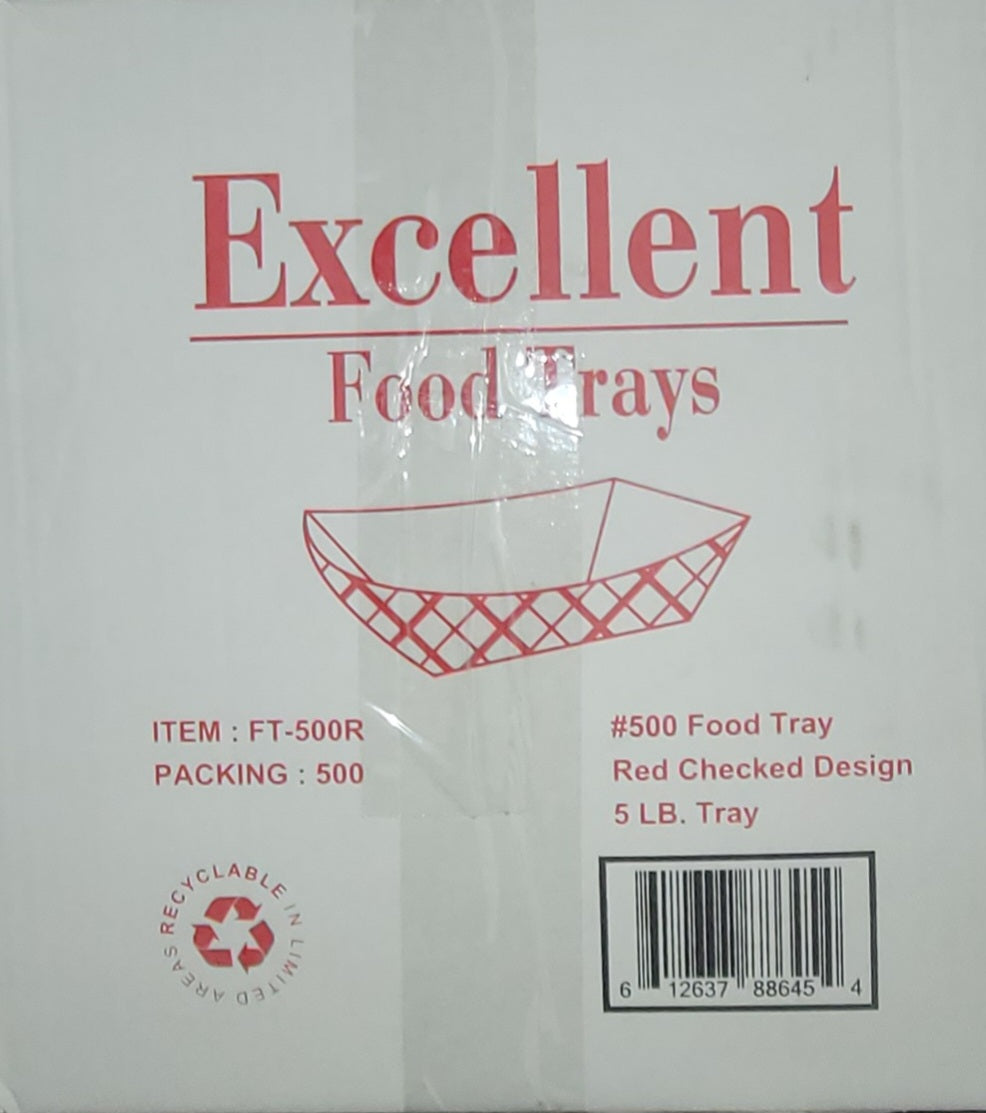 Excellent
Food Trays
ITEM : FT-500R
PACKING : 500
#500 Food Tray
Red Checked Design
5 LB. Tray
RECYCLABLE IN LIMITED AREAS
6 12637 88645 4